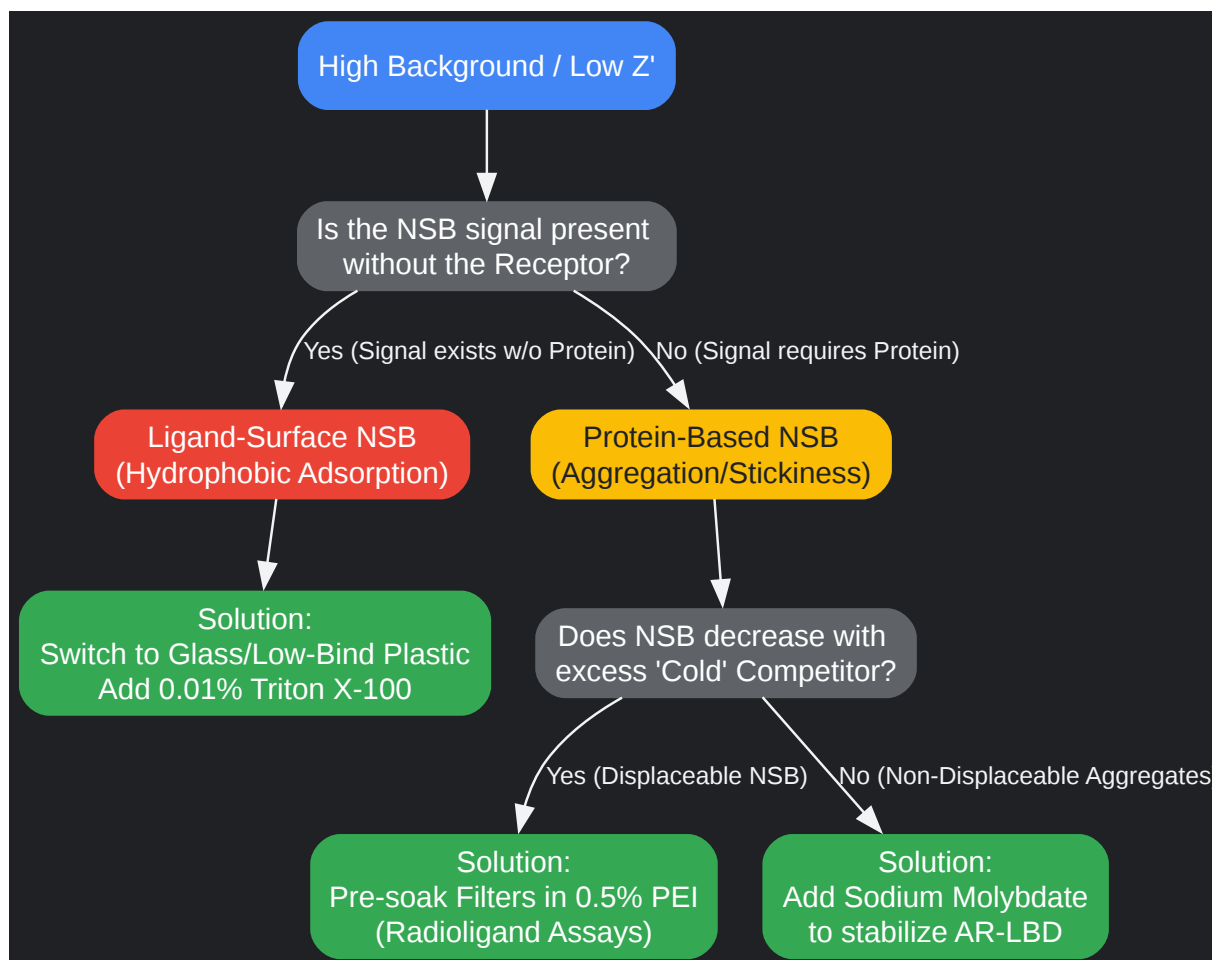 High Background / Low Z'
Is the NSB signal present
without the Receptor?
Yes (Signal exists w/o Protein)
No (Signal requires Protein)
Ligand-Surface NSB
(Hydrophobic Adsorption)
Protein-Based NSB
(Aggregation/Stickiness)
Solution:
Switch to Glass/Low-Bind Plastic
Add 0.01% Triton X-100
Does NSB decrease with
excess 'Cold' Competitor?
Yes (Displaceable NSB)
No (Non-Displaceable Aggregates
Solution:
Pre-soak Filters in 0.5% PEI
(Radioligand Assays)
Solution:
Add Sodium Molybdate
to stabilize AR-LBD